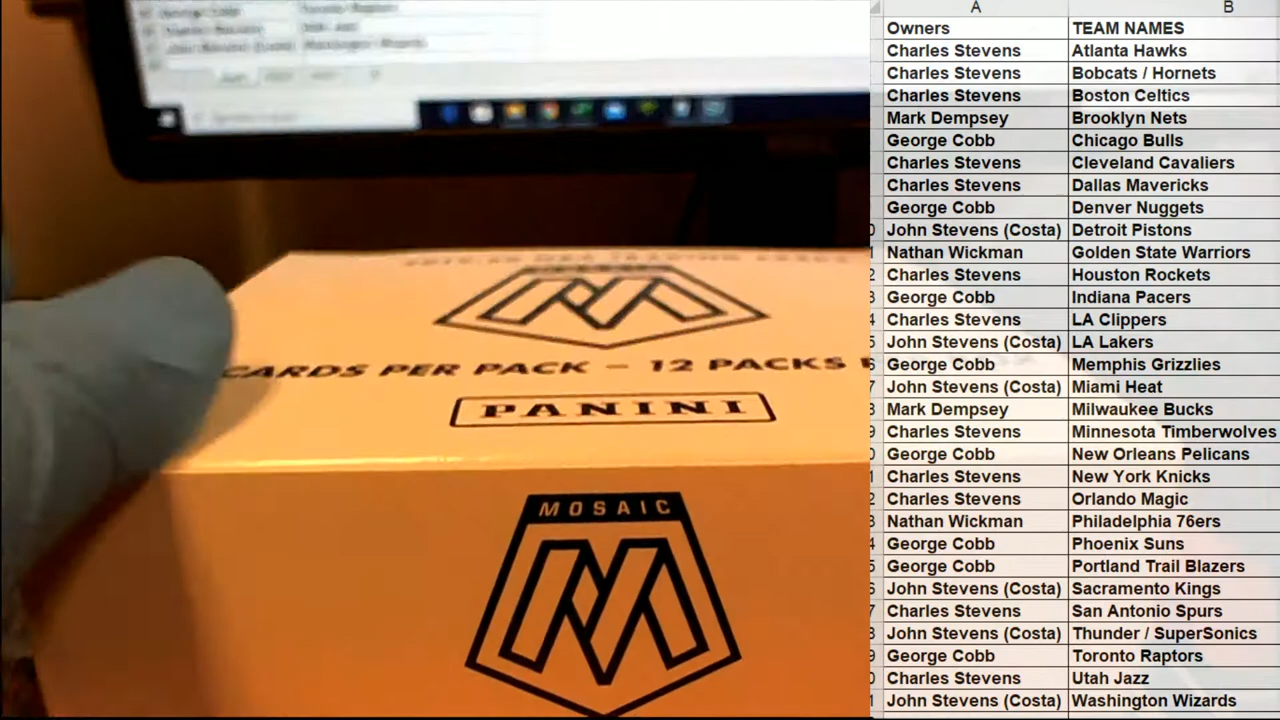 CARDS PER PACK – 12 PACKS
PANINI
MOSAIC
A B
Owners TEAM NAMES
Charles Stevens Atlanta Hawks
Charles Stevens Bobcats / Hornets
Charles Stevens Boston Celtics
Mark Dempsey Brooklyn Nets
George Cobb Chicago Bulls
Charles Stevens Cleveland Cavaliers
Charles Stevens Dallas Mavericks
George Cobb Denver Nuggets
John Stevens (Costa) Detroit Pistons
Nathan Wickman Golden State Warriors
Charles Stevens Houston Rockets
George Cobb Indiana Pacers
Charles Stevens LA Clippers
John Stevens (Costa) LA Lakers
George Cobb Memphis Grizzlies
John Stevens (Costa) Miami Heat
Mark Dempsey Milwaukee Bucks
Charles Stevens Minnesota Timberwolves
George Cobb New Orleans Pelicans
Charles Stevens New York Knicks
Charles Stevens Orlando Magic
Nathan Wickman Philadelphia 76ers
George Cobb Phoenix Suns
George Cobb Portland Trail Blazers
John Stevens (Costa) Sacramento Kings
Charles Stevens San Antonio Spurs
John Stevens (Costa) Thunder / SuperSonics
George Cobb Toronto Raptors
Charles Stevens Utah Jazz
John Stevens (Costa) Washington Wizards